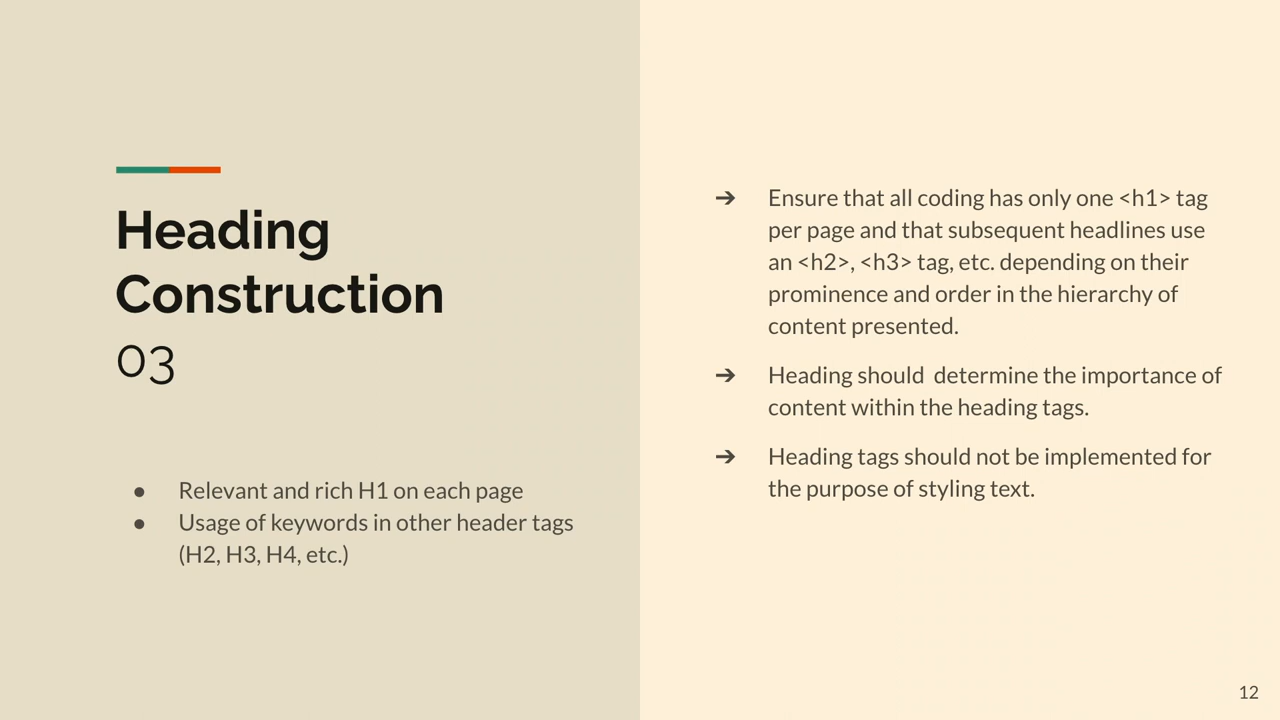 Heading
Construction
03
● Relevant and rich H1 on each page
● Usage of keywords in other header tags
(H2, H3, H4, etc.)
➔ Ensure that all coding has only one <h1> tag
per page and that subsequent headlines use
an <h2>, <h3> tag, etc. depending on their
prominence and order in the hierarchy of
content presented.
➔ Heading should  determine the importance of
content within the heading tags.
➔ Heading tags should not be implemented for
the purpose of styling text.
12